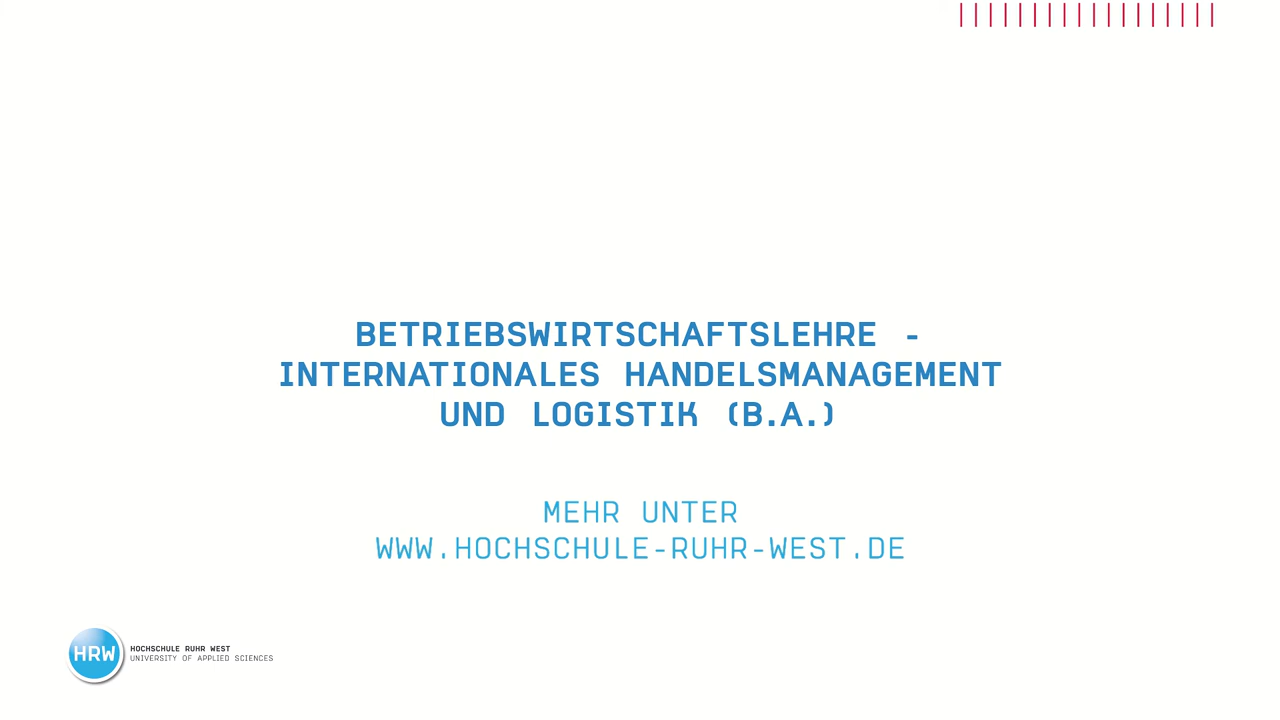 BETRIEBSWIRTSCHAFTSLEHRE -
INTERNATIONALES HANDELSMANAGEMENT
UND LOGISTIK (B.A.)
MEHR UNTER
WWW.HOCHSCHULE-RUHR-WEST.DE
HRW
HOCHSCHULE RUHR WEST
UNIVERSITY OF APPLIED SCIENCES